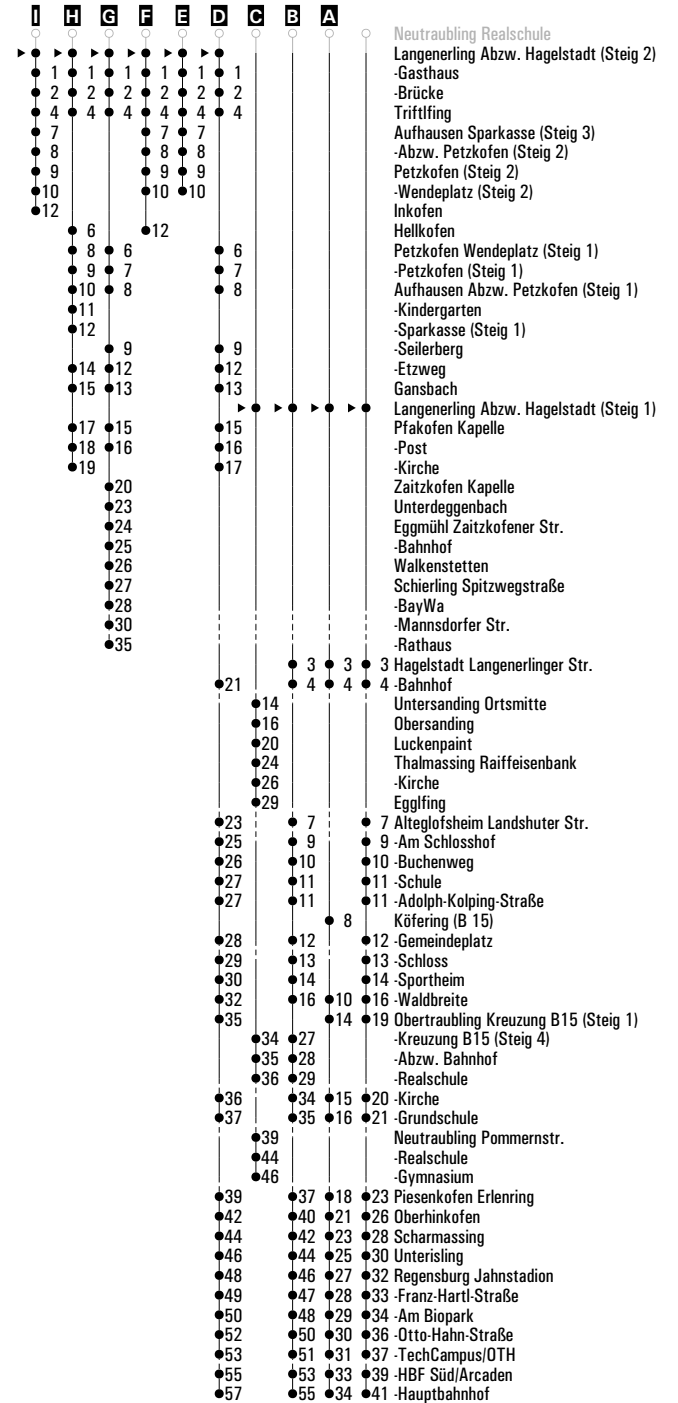 I H G F E D C B A
Neutraubling Realschule
Langenerling Abzw. Hagelstadt (Steig 2)
1 1 1 1 1 1 -Gasthaus
2 2 2 2 2 2 -Brücke
4 4 4 4 4 4 Triftlfing
7 7 7 Aufhausen Sparkasse (Steig 3)
8 8 8 -Abzw. Petzkofen (Steig 2)
9 9 9 Petzkofen (Steig 2)
10 10 10 -Wendeplatz (Steig 2)
12 Inkofen
6 12 Hellkofen
8 6 6 Petzkofen Wendeplatz (Steig 1)
9 7 7 -Petzkofen (Steig 1)
10 8 8 Aufhausen Abzw. Petzkofen (Steig 1)
11 -Kindergarten
12 -Sparkasse (Steig 1)
9 9 -Seilerberg
14 12 12 -Etzweg
15 13 13 Gansbach
Langenerling Abzw. Hagelstadt (Steig 1)
17 15 15 Pfakofen Kapelle
18 16 16 -Post
19 17 -Kirche
20 Zaitzkofen Kapelle
23 Unterdeggenbach
24 Eggmühl Zaitzkofener Str.
25 -Bahnhof
26 Walkenstetten
27 Schierling Spitzwegstraße
28 -BayWa
30 -Mannsdorfer Str.
35 -Rathaus
3 3 3 Hagelstadt Langenerlinger Str.
21 4 4 4 -Bahnhof
14 Untersanding Ortsmitte
16 Obersanding
20 Luckenpaint
24 Thalmassing Raiffeisenbank
26 -Kirche
29 Egglfing
23 7 7 Alteglofsheim Landshuter Str.
25 9 9 -Am Schlosshof
26 10 10 -Buchenweg
27 11 11 -Schule
27 11 11 -Adolph-Kolping-Straße
8 Köfering (B 15)
28 12 12 -Gemeindeplatz
29 13 13 -Schloss
30 14 14 -Sportheim
32 16 10 16 -Waldbreite
35 14 19 Obertraubling Kreuzung B15 (Steig 1)
34 27 -Kreuzung B15 (Steig 4)
35 28 -Abzw. Bahnhof
36 29 -Realschule
36 34 15 20 -Kirche
37 35 16 21 -Grundschule
39 Neutraubling Pommernstr.
44 -Realschule
46 -Gymnasium
39 37 18 23 Piesenkofen Erlenring
42 40 21 26 Oberhinkofen
44 42 23 28 Scharmassing
46 44 25 30 Unterisling
48 46 27 32 Regensburg Jahnstadion
49 47 28 33 -Franz-Hartl-Straße
50 48 29 34 -Am Biopark
52 50 30 36 -Otto-Hahn-Straße
53 51 31 37 -TechCampus/OTH
55 53 33 39 -HBF Süd/Arcaden
57 55 34 41 -Hauptbahnhof